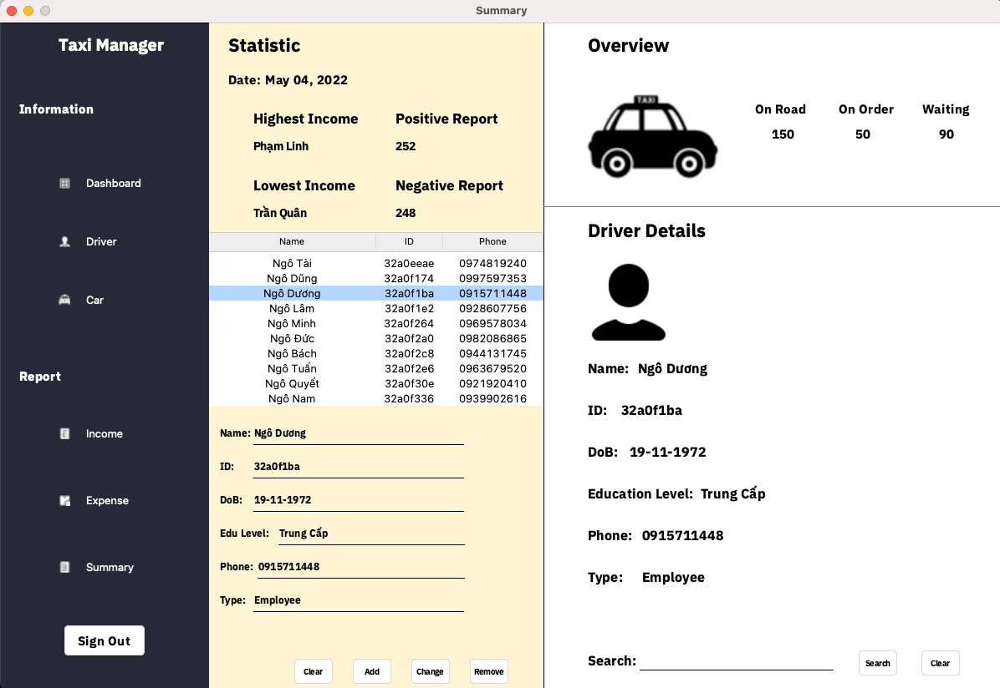 Summary
Taxi Manager
Information
Dashboard
Driver
Car
Report
Income
Expense
Summary
Sign Out
Statistic
Date: May 04, 2022
Highest Income Positive Report
Phạm Linh 252
Lowest Income Negative Report
Trần Quân 248
Name ID Phone
Ngô Tài 32a0eeae 0974819240
Ngô Dũng 32a0f174 0997597353
Ngô Dương 32a0f1ba 0915711448
Ngô Lâm 32a0f1e2 0928607756
Ngô Minh 32a0f264 0969578034
Ngô Đức 32a0f2a0 0982086865
Ngô Bách 32a0f2c8 0944131745
Ngô Tuấn 32a0f2e6 0963679520
Ngô Quyết 32a0f30e 0921920410
Ngô Nam 32a0f336 0939902616
Name: Ngô Dương
ID: 32a0f1ba
DoB: 19-11-1972
Edu Level: Trung Cấp
Phone: 0915711448
Type: Employee
Clear Add Change Remove
Overview
TAXI
On Road On Order Waiting
150 50 90
Driver Details
Name: Ngô Dương
ID: 32a0f1ba
DoB: 19-11-1972
Education Level: Trung Cấp
Phone: 0915711448
Type: Employee
Search: Search Clear